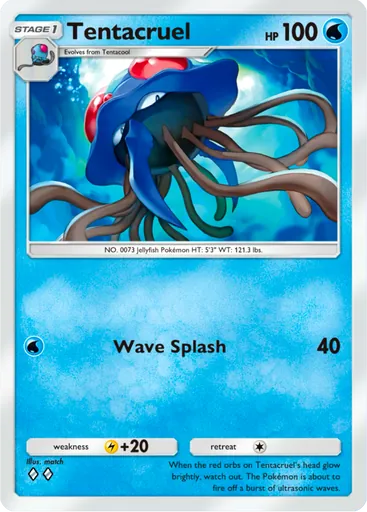 STAGE 1
Tentacruel
HP 100
Evolves from Tentacool
NO. 0073 Jellyfish Pokémon HT: 5'3" WT: 121.3 lbs.
Wave Splash 40
weakness +20 retreat
Illus. match
When the red orbs on Tentacruel's head glow
brightly, watch out. The Pokémon is about to
fire off a burst of ultrasonic waves.